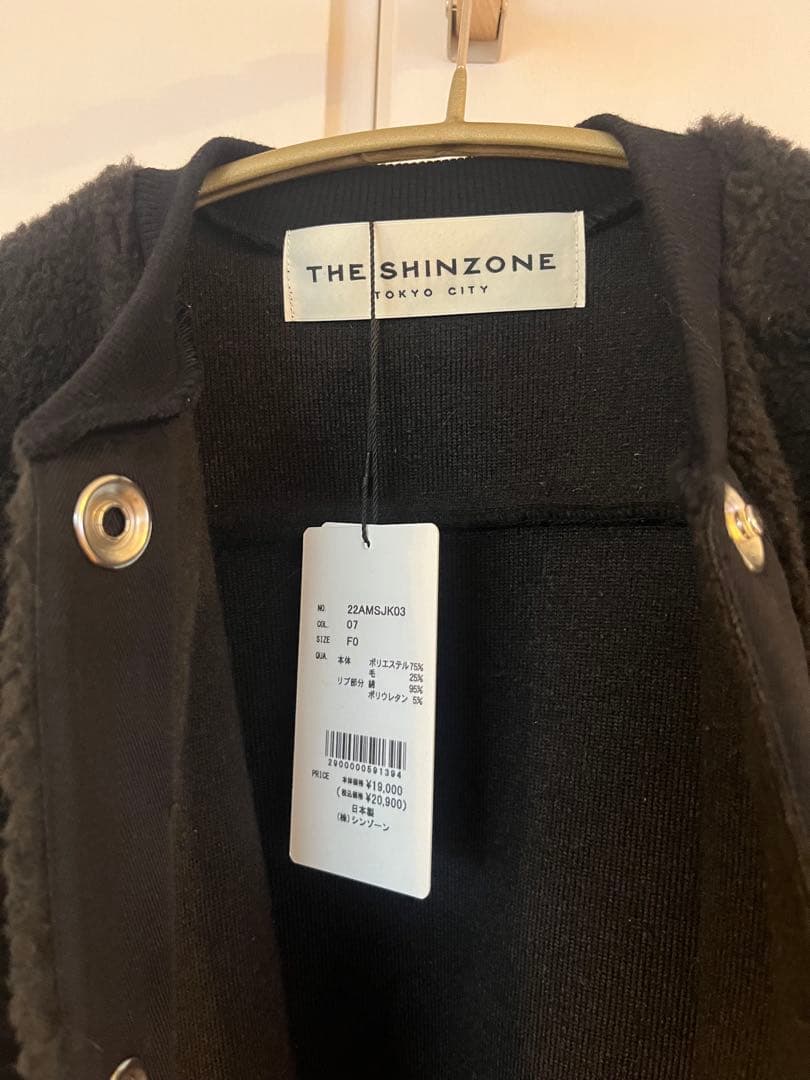 THE SHINZONE
TOKYO CITY
NO 22AMSJK03
COL. 07
SIZE F0
QUA. 本体 ポリエステル75%
毛 25%
リブ部分 綿 95%
ポリウレタン 5%
2900000591394
PRICE 本体価格 ¥19,000
(税込価格 ¥20,900)
日本製
(株)シンゾーン